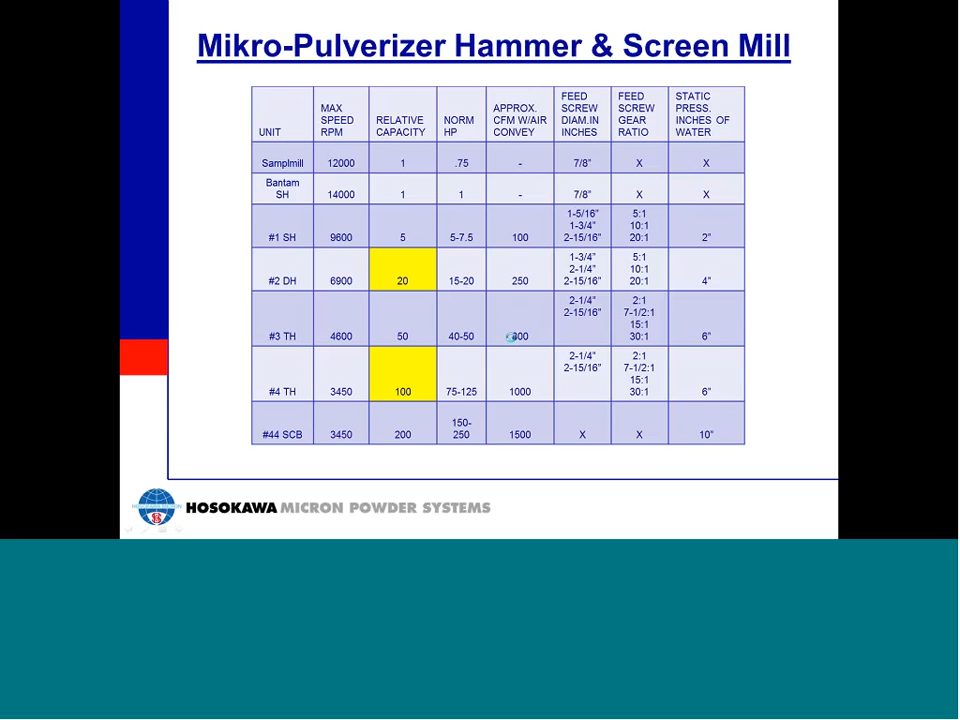 Mikro-Pulverizer Hammer & Screen Mill
UNIT MAX SPEED RPM RELATIVE CAPACITY NORM HP APPROX. CFM W/AIR CONVEY FEED SCREW DIAM.IN INCHES FEED SCREW GEAR RATIO STATIC PRESS. INCHES OF WATER
Samplmill 12000 1 .75 - 7/8" X X
Bantam SH 14000 1 1 - 7/8" X X
#1 SH 9600 5 5-7.5 100 1-5/16" 1-3/4" 2-15/16" 5:1 10:1 20:1 2"
#2 DH 6900 20 15-20 250 1-3/4" 2-1/4" 2-15/16" 5:1 10:1 20:1 4"
#3 TH 4600 50 40-50 2-1/4" 2-15/16" 2:1 7-1/2:1 15:1 30:1 6"
#4 TH 3450 100 75-125 1000 2-1/4" 2-15/16" 2:1 7-1/2:1 15:1 30:1 6"
#44 SCB 3450 200 150-250 1500 X X 10"
HOSOKAWA MICRON POWDER SYSTEMS